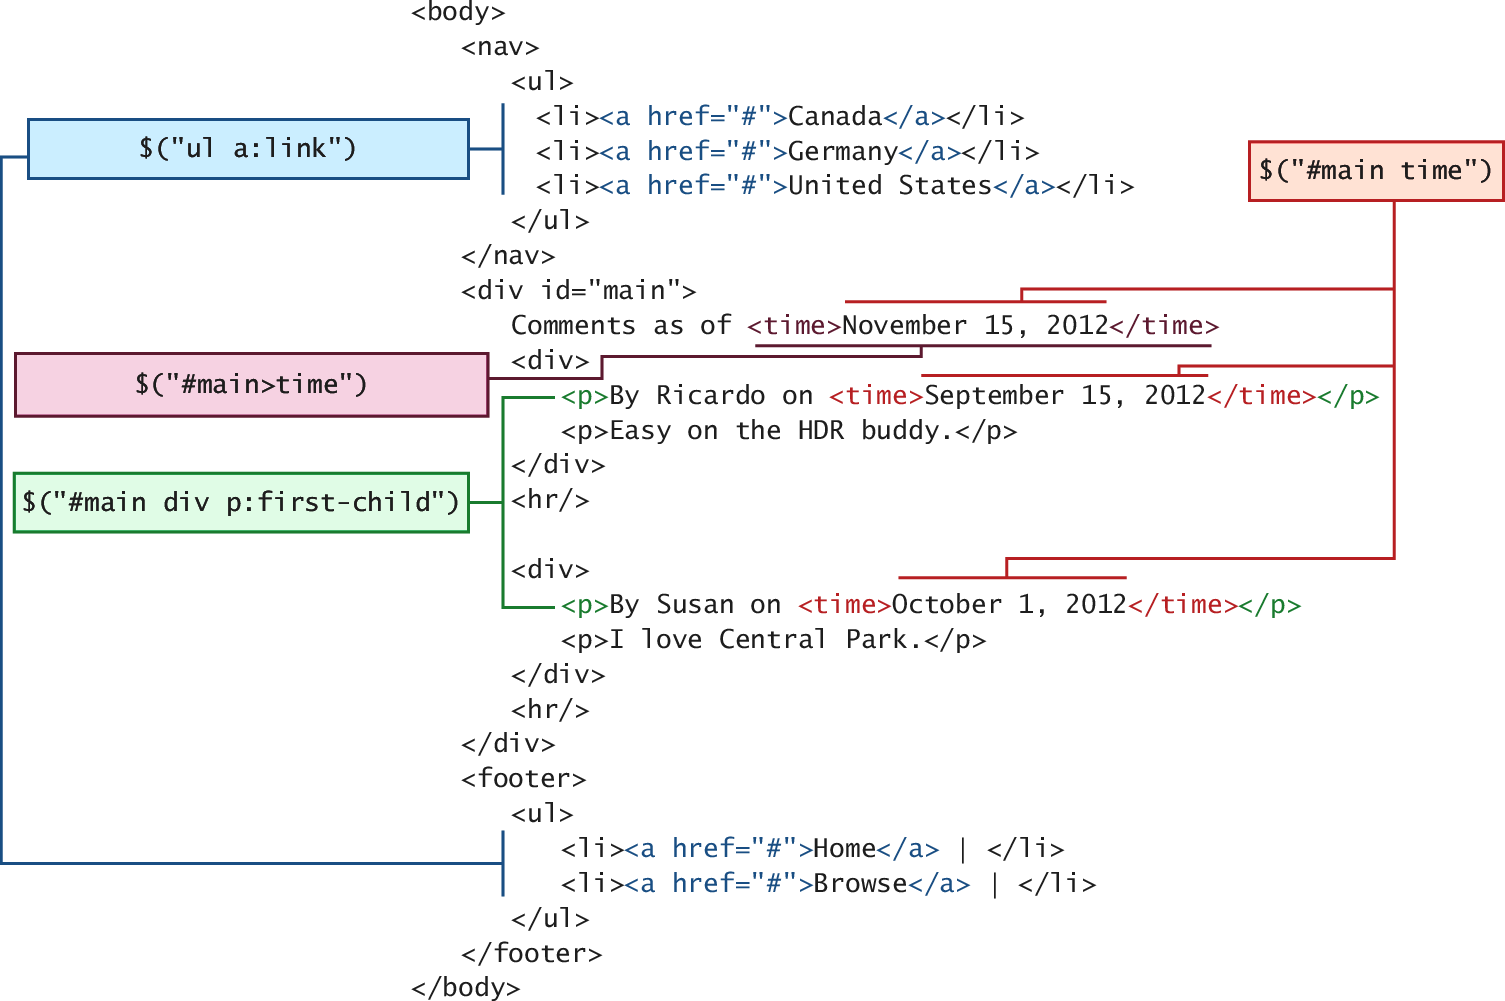 <body>
<nav>
<ul>
<li><a href="#">Canada</a></li>
$("ul a:link")
<li><a href="#">Germany</a></li>
$("#main time")
<li><a href="#">United States</a></li>
</ul>
</nav>
<div id="main">
Comments as of <time>November 15, 2012</time>
<div>
$("#main>time")
<p>By Ricardo on <time>September 15, 2012</time></p>
<p>Easy on the HDR buddy.</p>
</div>
$("#main div p:first-child")
<hr/>
<div>
<p>By Susan on <time>October 1, 2012</time></p>
<p>I love Central Park.</p>
</div>
<hr/>
</div>
<footer>
<ul>
<li><a href="#">Home</a> | </li>
<li><a href="#">Browse</a> | </li>
</ul>
</footer>
</body>